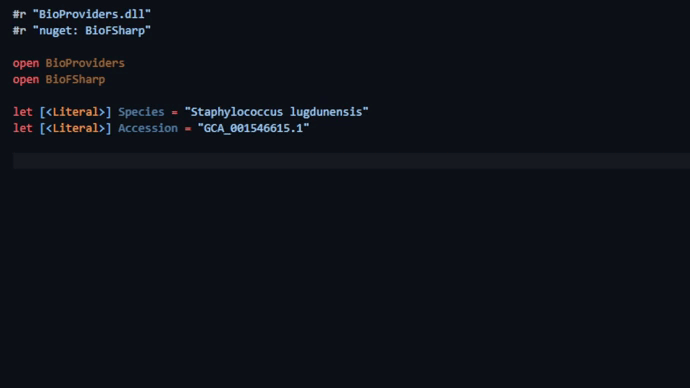 #r "BioProviders.dll"
#r "nuget: BioFSharp"
open BioProviders
open BioFSharp
let [<Literal>] Species = "Staphylococcus lugdunensis"
let [<Literal>] Accession = "GCA_001546615.1"